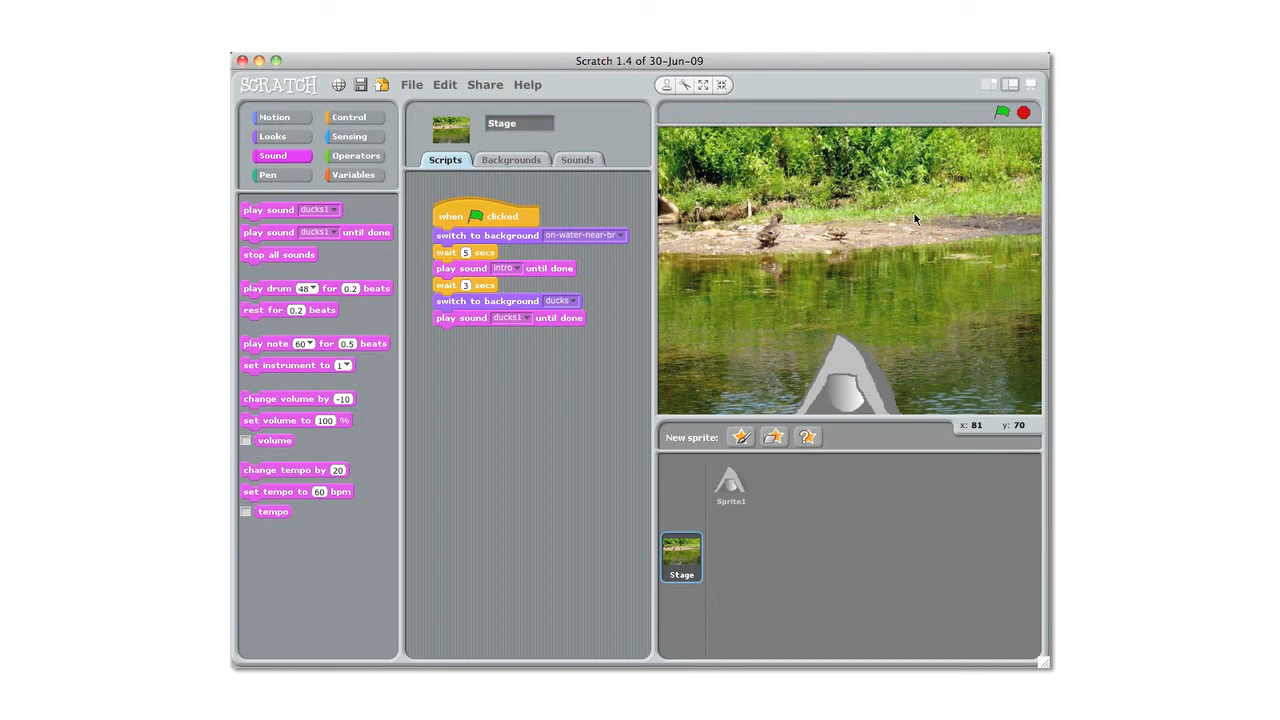 Scratch 1.4 of 30-Jun-09
SCRATCH File Edit Share Help
Motion Control
Looks Sensing
Sound Operators
Pen Variables
play sound ducks1
play sound ducks1 until done
stop all sounds
play drum 48 for 0.2 beats
rest for 0.2 beats
play note 60 for 0.5 beats
set instrument to 1
change volume by -10
set volume to 100 %
volume
change tempo by 20
set tempo to 60 bpm
tempo
Stage
Scripts Backgrounds Sounds
when clicked
switch to background on-water-near-br
wait 5 secs
play sound intro until done
wait 3 secs
switch to background ducks
play sound ducks1 until done
x: 81 y: 70
New sprite:
Sprite1
Stage